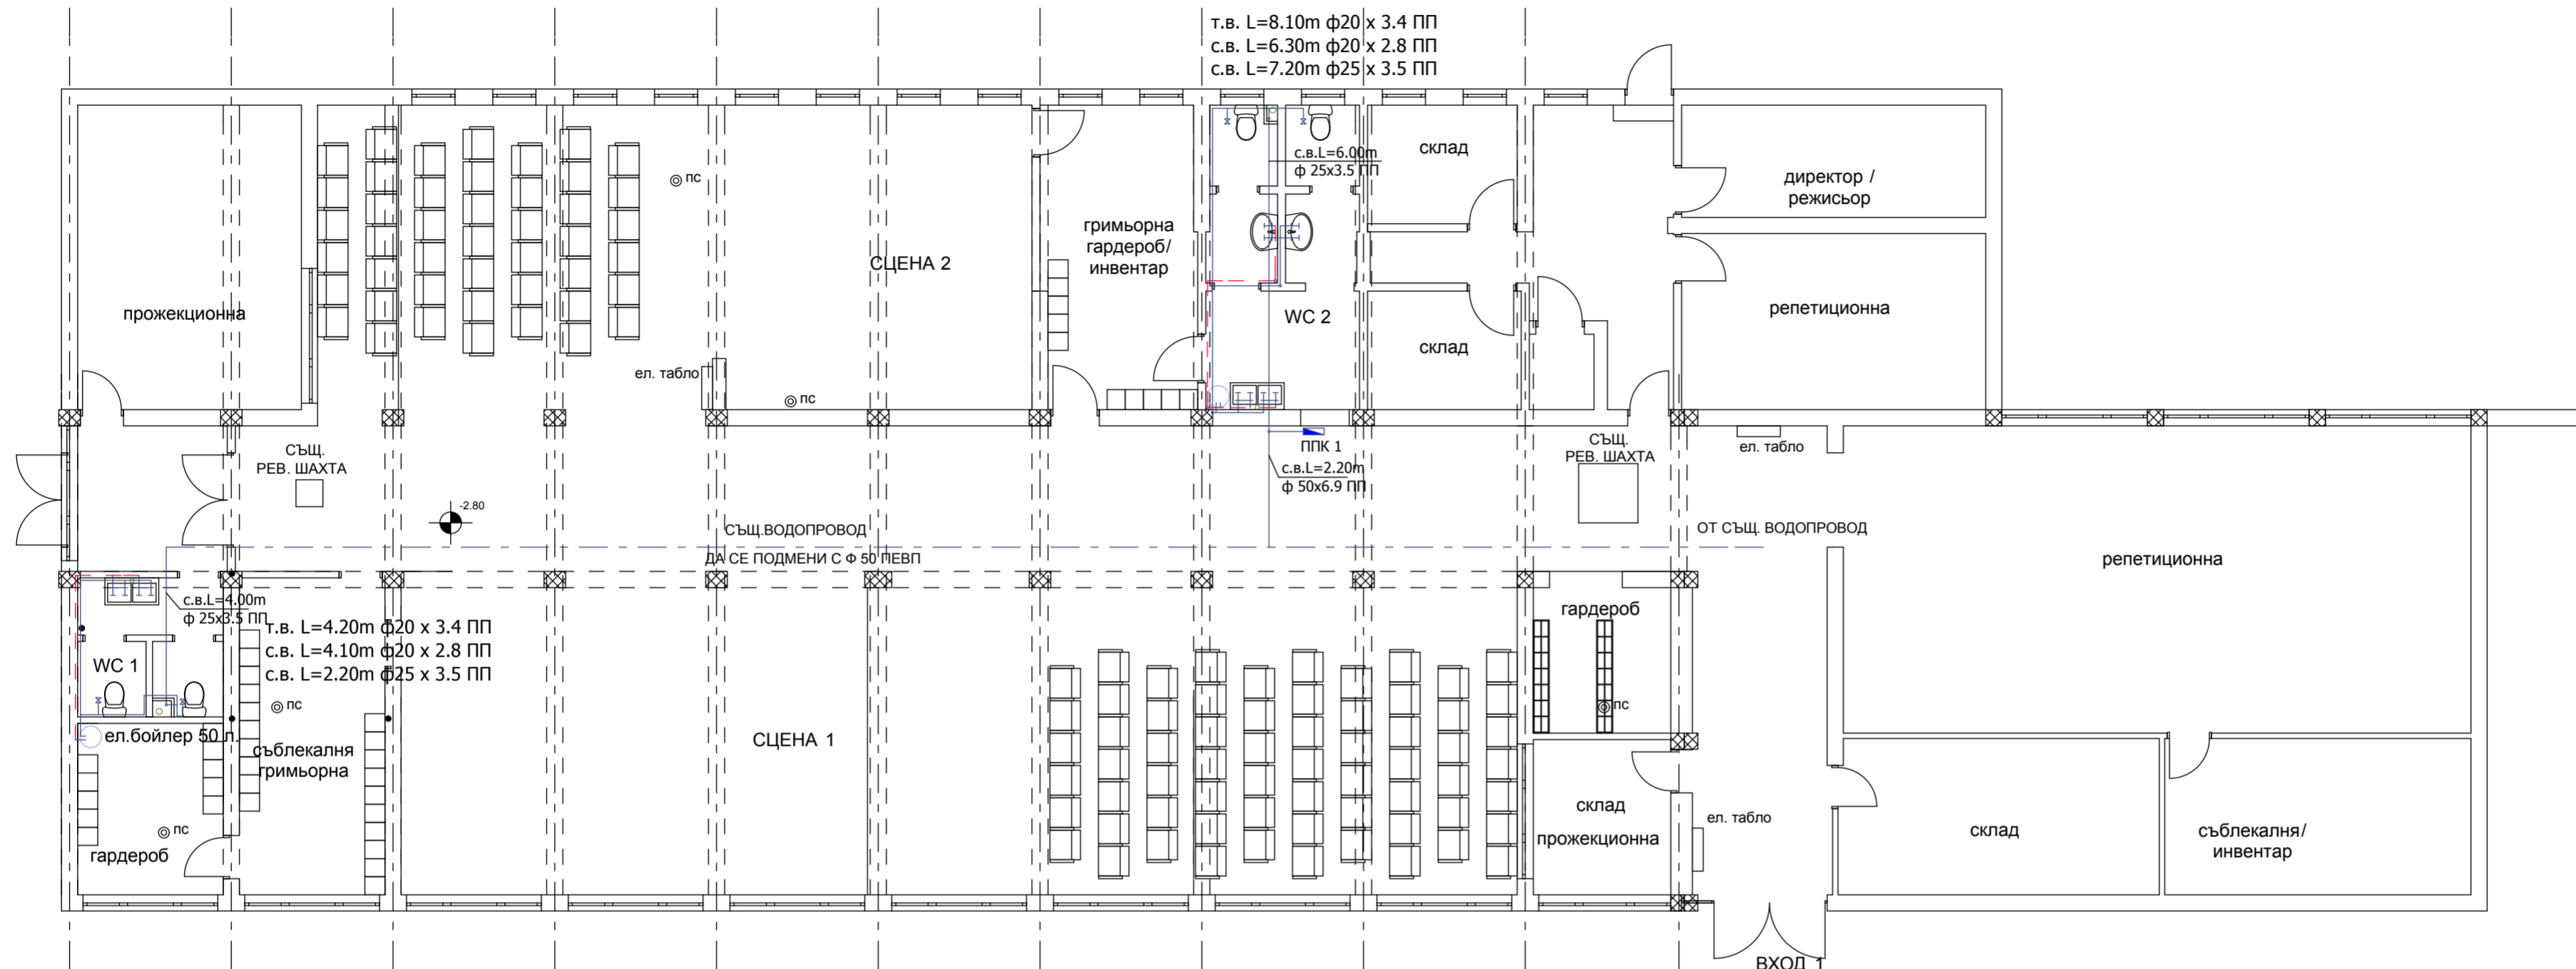 т.в. L=8.10m ф20 x 3.4 ПП
с.в. L=6.30m ф20 x 2.8 ПП
с.в. L=7.20m ф25 x 3.5 ПП
с.в.L=6.00m
ф 25x3.5 ПП
склад
директор /
режисьор
пс
гримьорна
гардероб/
инвентар
СЦЕНА 2
прожекционна
WC 2
репетиционна
склад
ел. табло
пс
ППК 1
СЪЩ.
РЕВ. ШАХТА
СЪЩ.
РЕВ. ШАХТА
ел. табло
с.в.L=2.20m
ф 50x6.9 ПП
-2.80
СЪЩ.ВОДОПРОВОД
ДА СЕ ПОДМЕНИ С Ф 50 ПЕВП
ОТ СЪЩ. ВОДОПРОВОД
репетиционна
с.в.L=4.00m
ф 25x3.5 ПП
т.в. L=4.20m ф20 x 3.4 ПП
с.в. L=4.10m ф20 x 2.8 ПП
с.в. L=2.20m ф25 x 3.5 ПП
гардероб
WC 1
пс
пс
ел.бойлер 50 л.
съблекалня
гримьорна
СЦЕНА 1
склад
прожекционна
ел. табло
пс
гардероб
склад
съблекалня/
инвентар
ВХОД 1